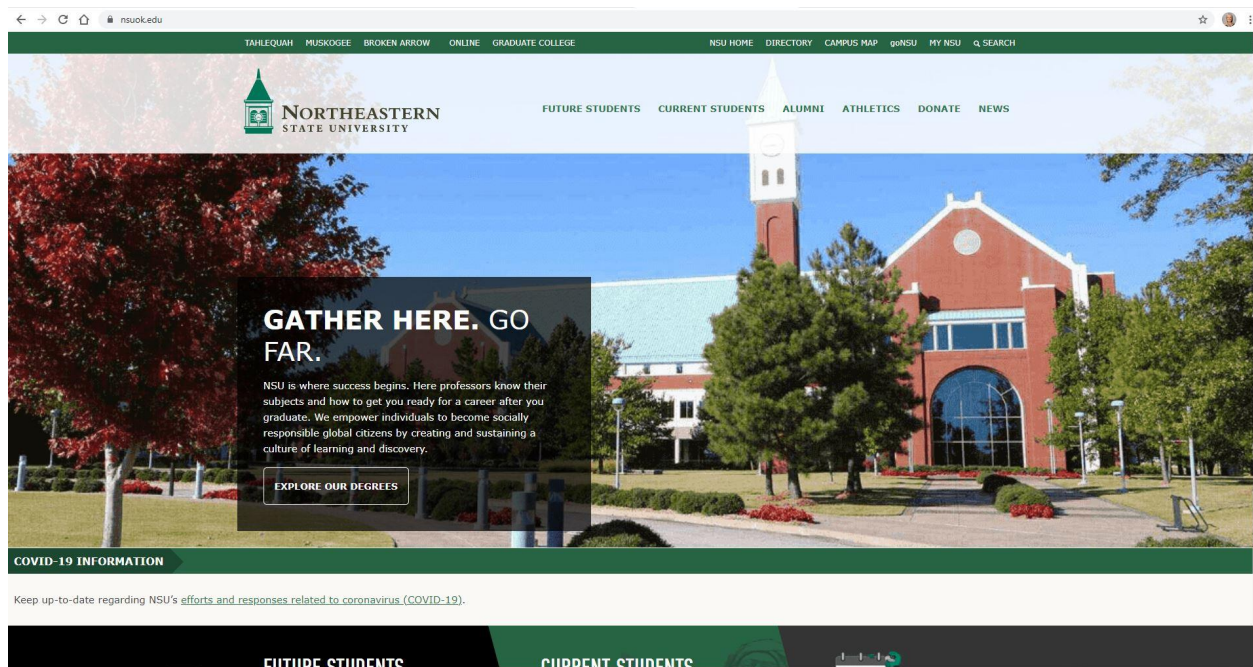 nsuok.edu
TAHLEQUAH MUSKOGEE BROKEN ARROW ONLINE GRADUATE COLLEGE NSU HOME DIRECTORY CAMPUS MAP goNSU MY NSU SEARCH
NORTHEASTERN
STATE UNIVERSITY
FUTURE STUDENTS CURRENT STUDENTS ALUMNI ATHLETICS DONATE NEWS
GATHER HERE. GO
FAR.
NSU is where success begins. Here professors know their
subjects and how to get you ready for a career after you
graduate. We empower individuals to become socially
responsible global citizens by creating and sustaining a
culture of learning and discovery.
EXPLORE OUR DEGREES
COVID-19 INFORMATION
Keep up-to-date regarding NSU's efforts and responses related to coronavirus (COVID-19).
FUTURE STUDENTS CURRENT STUDENTS